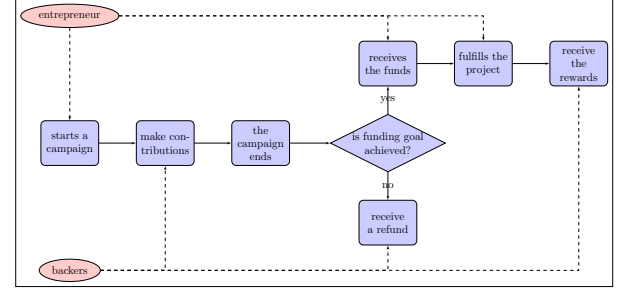 entrepreneur
receives
the funds
fulfills the
project
receive
the
rewards
yes
starts a
campaign
make con-
tributions
the
campaign
ends
is funding goal
achieved?
no
receive
a refund
backers